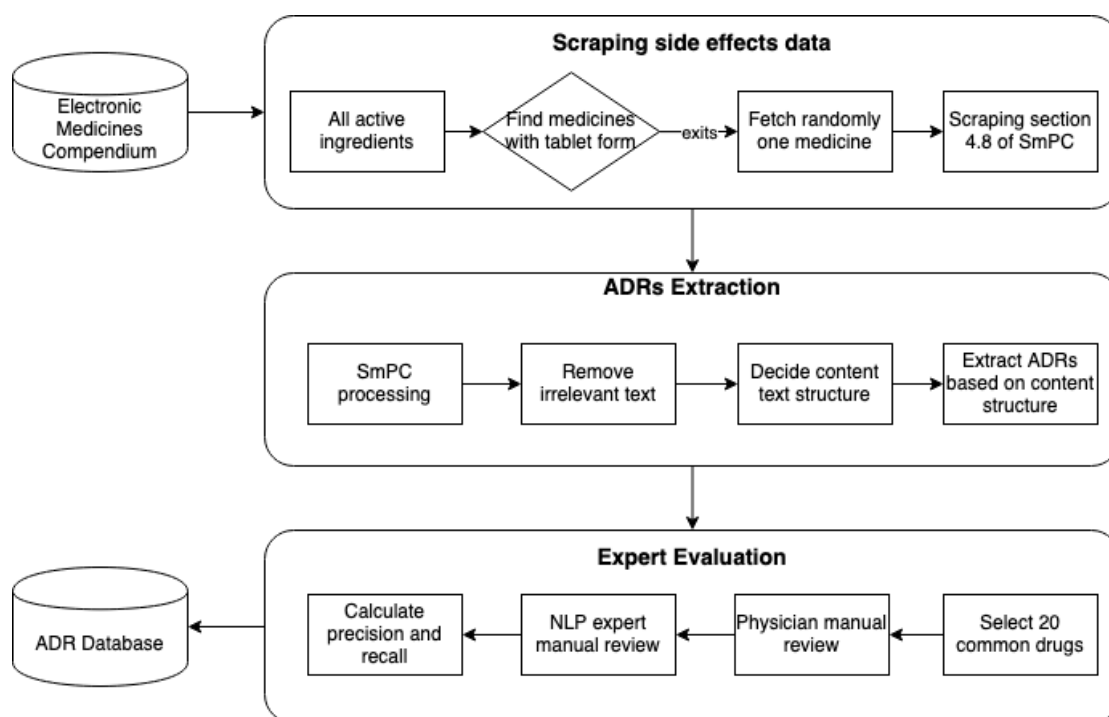 Scraping side effects data
Electronic
Medicines
Compendium
All active
ingredients
Find medicines
with tablet form
exits
Fetch randomly
one medicine
Scraping section
4.8 of SmPC
ADRs Extraction
SmPC
processing
Remove
irrelevant text
Decide content
text structure
Extract ADRs
based on content
structure
Expert Evaluation
ADR Database
Calculate
precision and
recall
NLP expert
manual review
Physician manual
review
Select 20
common drugs